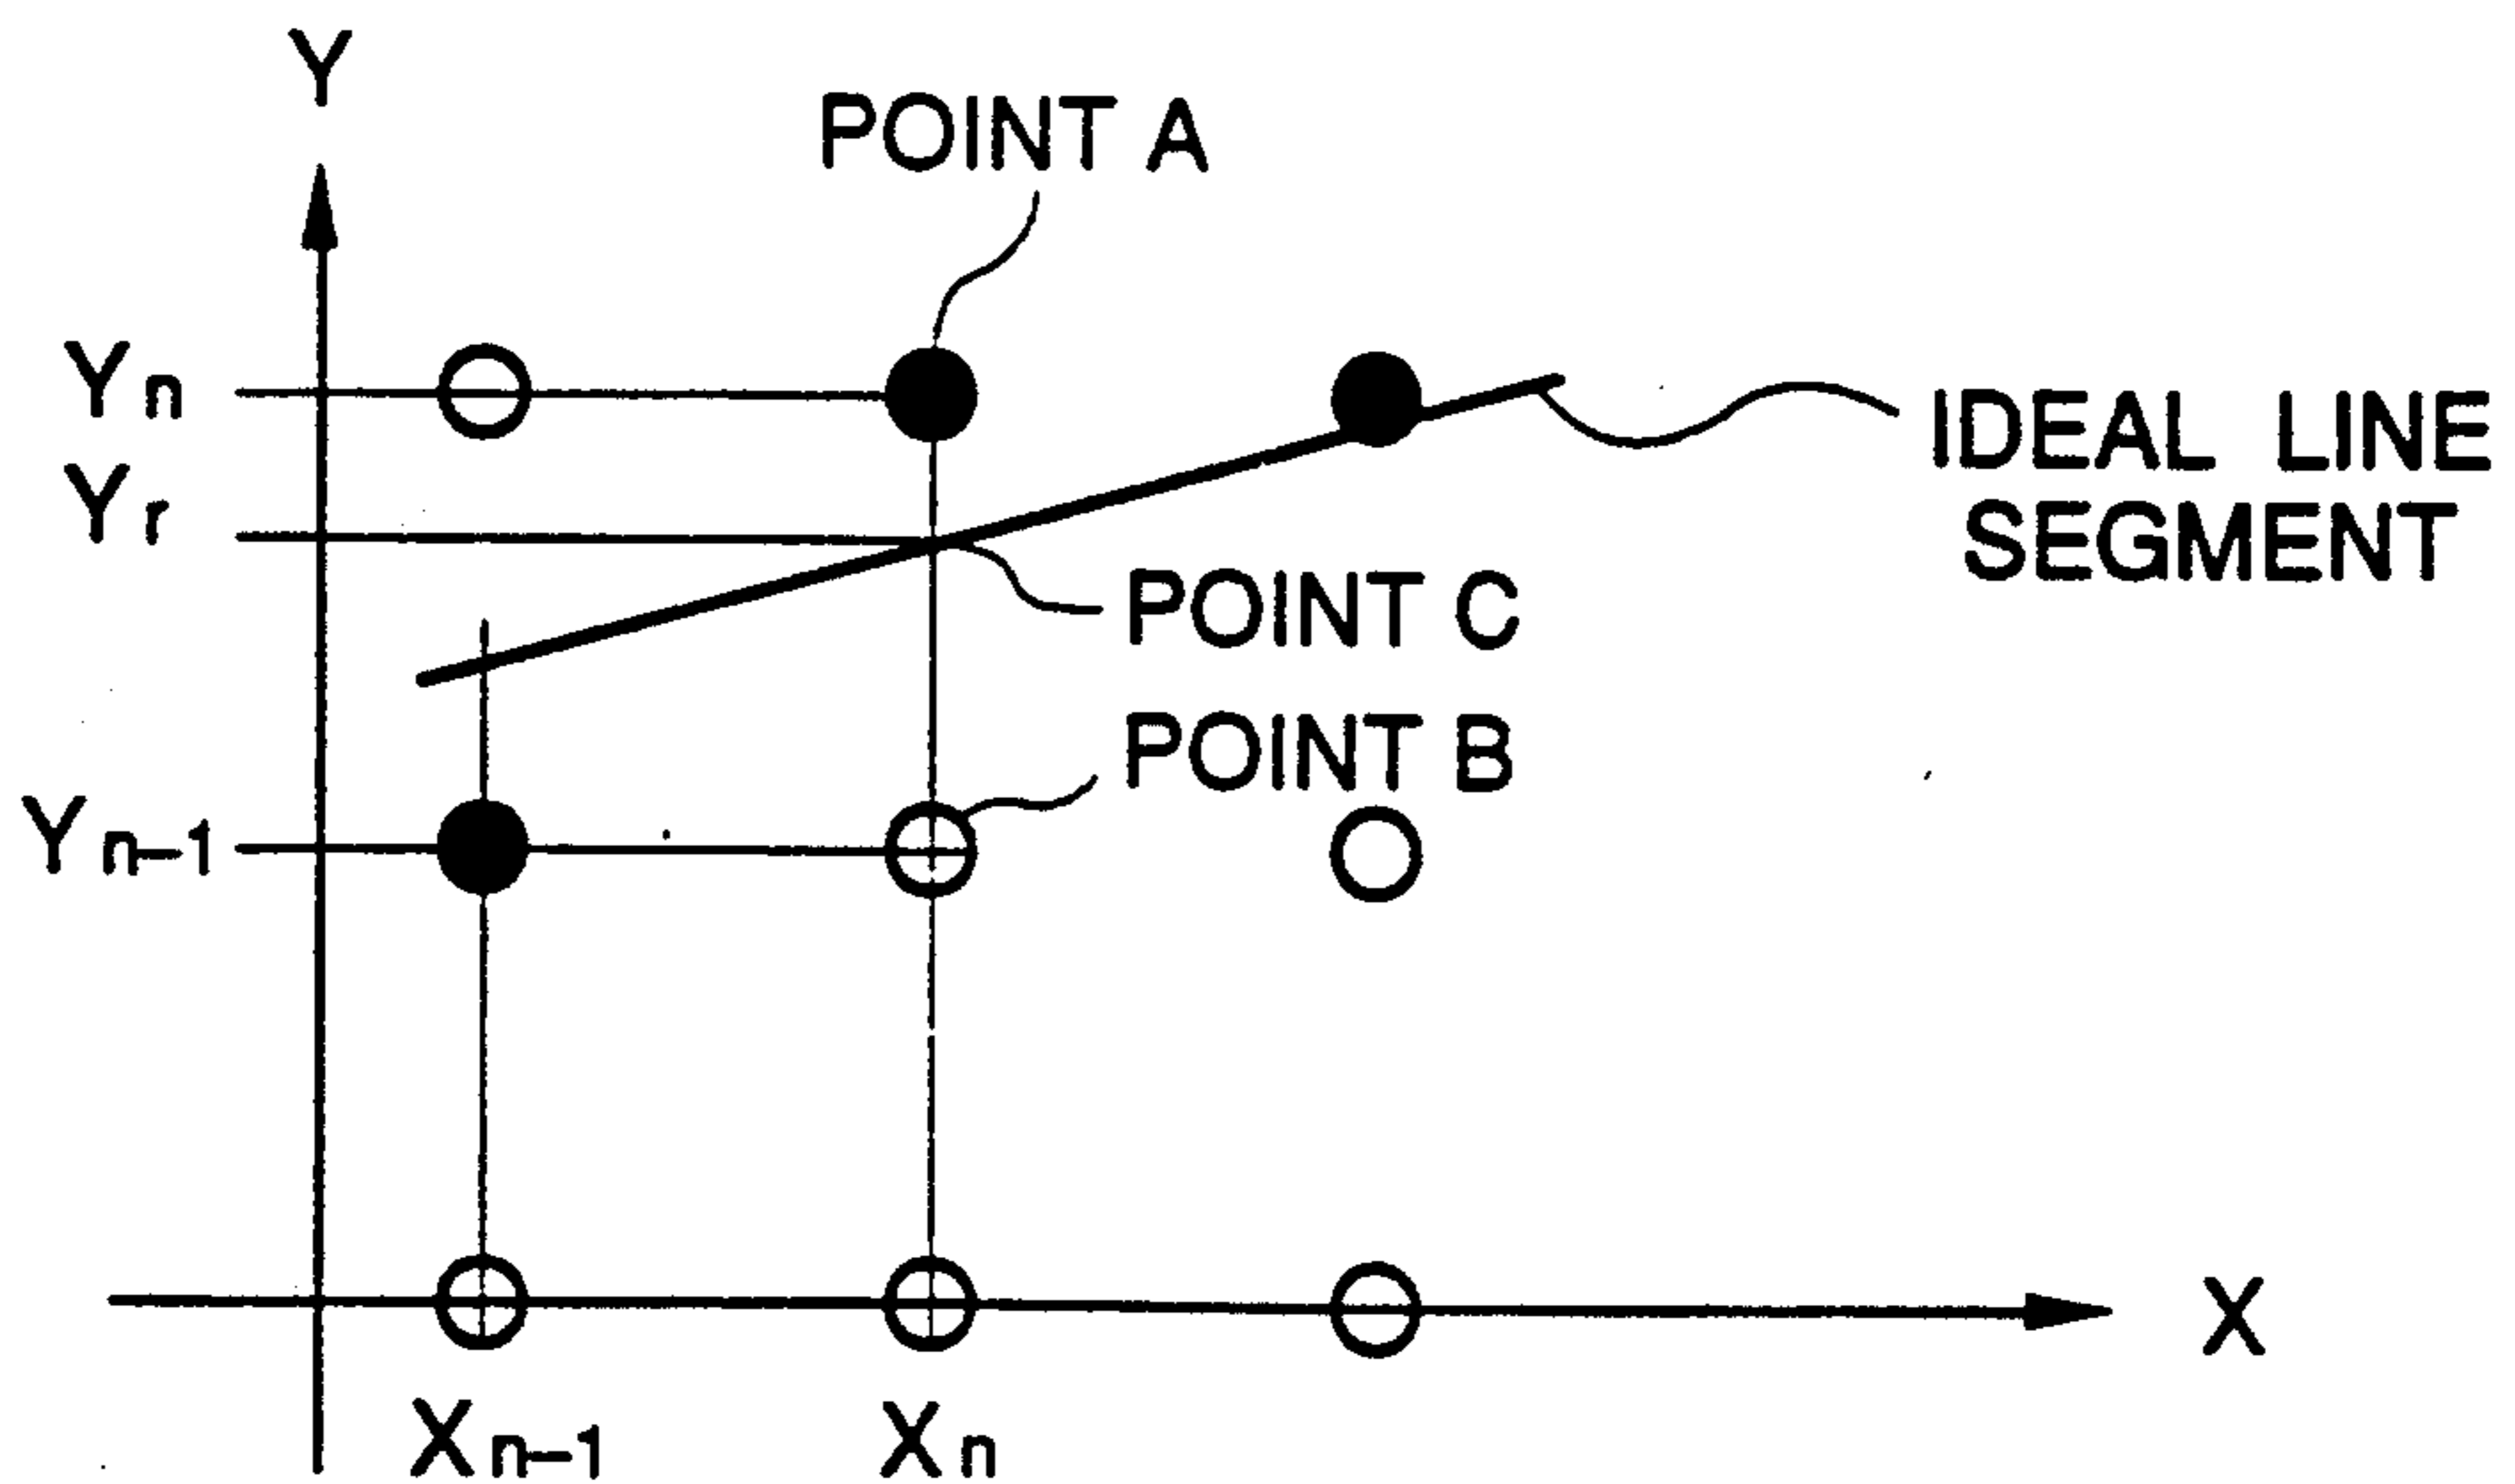 Y
POINT A
Yn
Yr
IDEAL LINE
SEGMENT
POINT C
POINT B
Yn-1
X
Xn-1
Xn